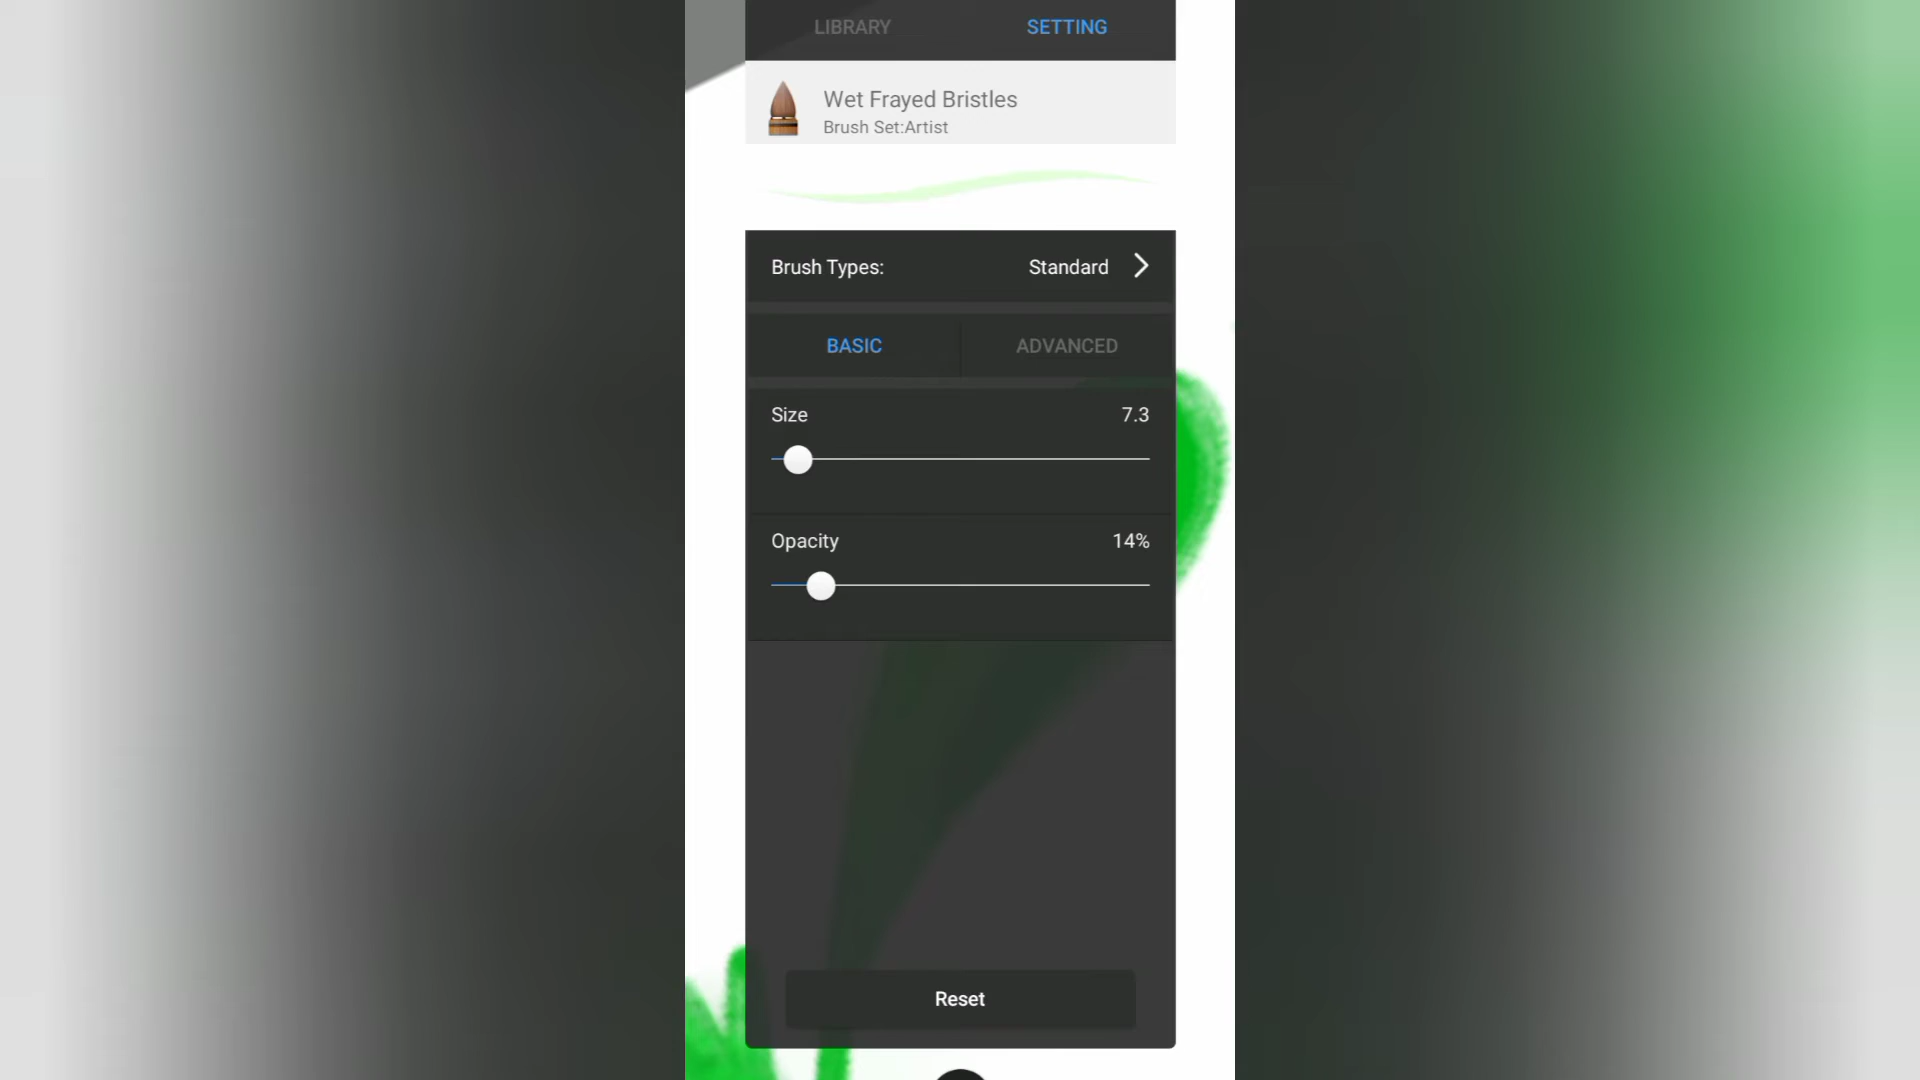 LIBRARY SETTING
Wet Frayed Bristles
Brush Set:Artist
Brush Types: Standard
BASIC ADVANCED
Size 7.3
Opacity 14%
Reset